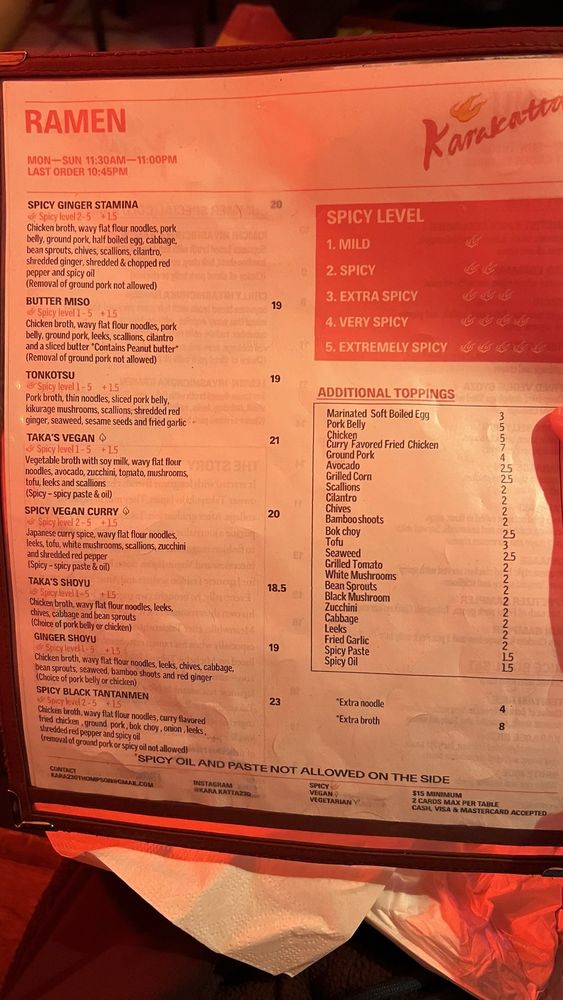 RAMEN
Karakatta
MON—SUN 11:30AM—11:00PM
LAST ORDER 10:45PM
SPICY GINGER STAMINA 20
Spicy level 2-5 +1.5
Chicken broth, wavy flat flour noodles, pork
belly, ground pork, half boiled egg, cabbage,
bean sprouts, chives, scallions, cilantro,
shredded ginger, shredded & chopped red
pepper and spicy oil
(Removal of ground pork not allowed)
BUTTER MISO 19
Spicy level 1-5 +1.5
Chicken broth, wavy flat flour noodles, pork
belly, ground pork, leeks, scallions, cilantro
and a sliced butter *Contains Peanut butter*
(Removal of ground pork not allowed)
TONKOTSU 19
Spicy level 1-5 +1.5
Pork broth, thin noodles, sliced pork belly,
kikurage mushrooms, scallions, shredded red
ginger, seaweed, sesame seeds and fried garlic
TAKA'S VEGAN 21
Spicy level 1-5 +1.5
Vegetable broth with soy milk, wavy flat flour
noodles, avocado, zucchini, tomato, mushrooms,
tofu, leeks and scallions
(Spicy - spicy paste & oil)
SPICY VEGAN CURRY 20
Spicy level 2-5 +1.5
Japanese curry spice, wavy flat flour noodles,
leeks, tofu, white mushrooms, scallions, zucchini
and shredded red pepper
(Spicy - spicy paste & oil)
TAKA'S SHOYU 18.5
Spicy level 1-5 +1.5
Chicken broth, wavy flat flour noodles, leeks,
chives, cabbage and bean sprouts
(Choice of pork belly or chicken)
GINGER SHOYU 19
Spicy level 1-5 +1.5
Chicken broth, wavy flat flour noodles, leeks, chives, cabbage,
bean sprouts, seaweed, bamboo shoots and red ginger
(Choice of pork belly or chicken)
SPICY BLACK TANTANMEN 23
Spicy level 2-5 +1.5
Chicken broth, wavy flat flour noodles, curry flavored
fried chicken, ground pork, bok choy, onion, leeks,
shredded red pepper and spicy oil
(removal of ground pork or spicy oil not allowed)
SPICY LEVEL
1. MILD
2. SPICY
3. EXTRA SPICY
4. VERY SPICY
5. EXTREMELY SPICY
ADDITIONAL TOPPINGS
Marinated Soft Boiled Egg 3
Pork Belly 5
Chicken 5
Curry Favored Fried Chicken 7
Ground Pork 4
Avocado 2.5
Grilled Corn 2.5
Scallions 2
Cilantro 2
Chives 2
Bamboo shoots 2
Bok choy 2.5
Tofu 3
Seaweed 2.5
Grilled Tomato 2
White Mushrooms 2
Bean Sprouts 2
Black Mushroom 2
Zucchini 2
Cabbage 2
Leeks 2
Fried Garlic 2
Spicy Paste 1.5
Spicy Oil 1.5
*Extra noodle 4
*Extra broth 8
*SPICY OIL AND PASTE NOT ALLOWED ON THE SIDE
CONTACT
KARA230THOMPSON@GMAIL.COM
INSTAGRAM
@KARA.KATTA230
SPICY
VEGAN
VEGETARIAN
$15 MINIMUM
2 CARDS MAX PER TABLE
CASH, VISA & MASTERCARD ACCEPTED